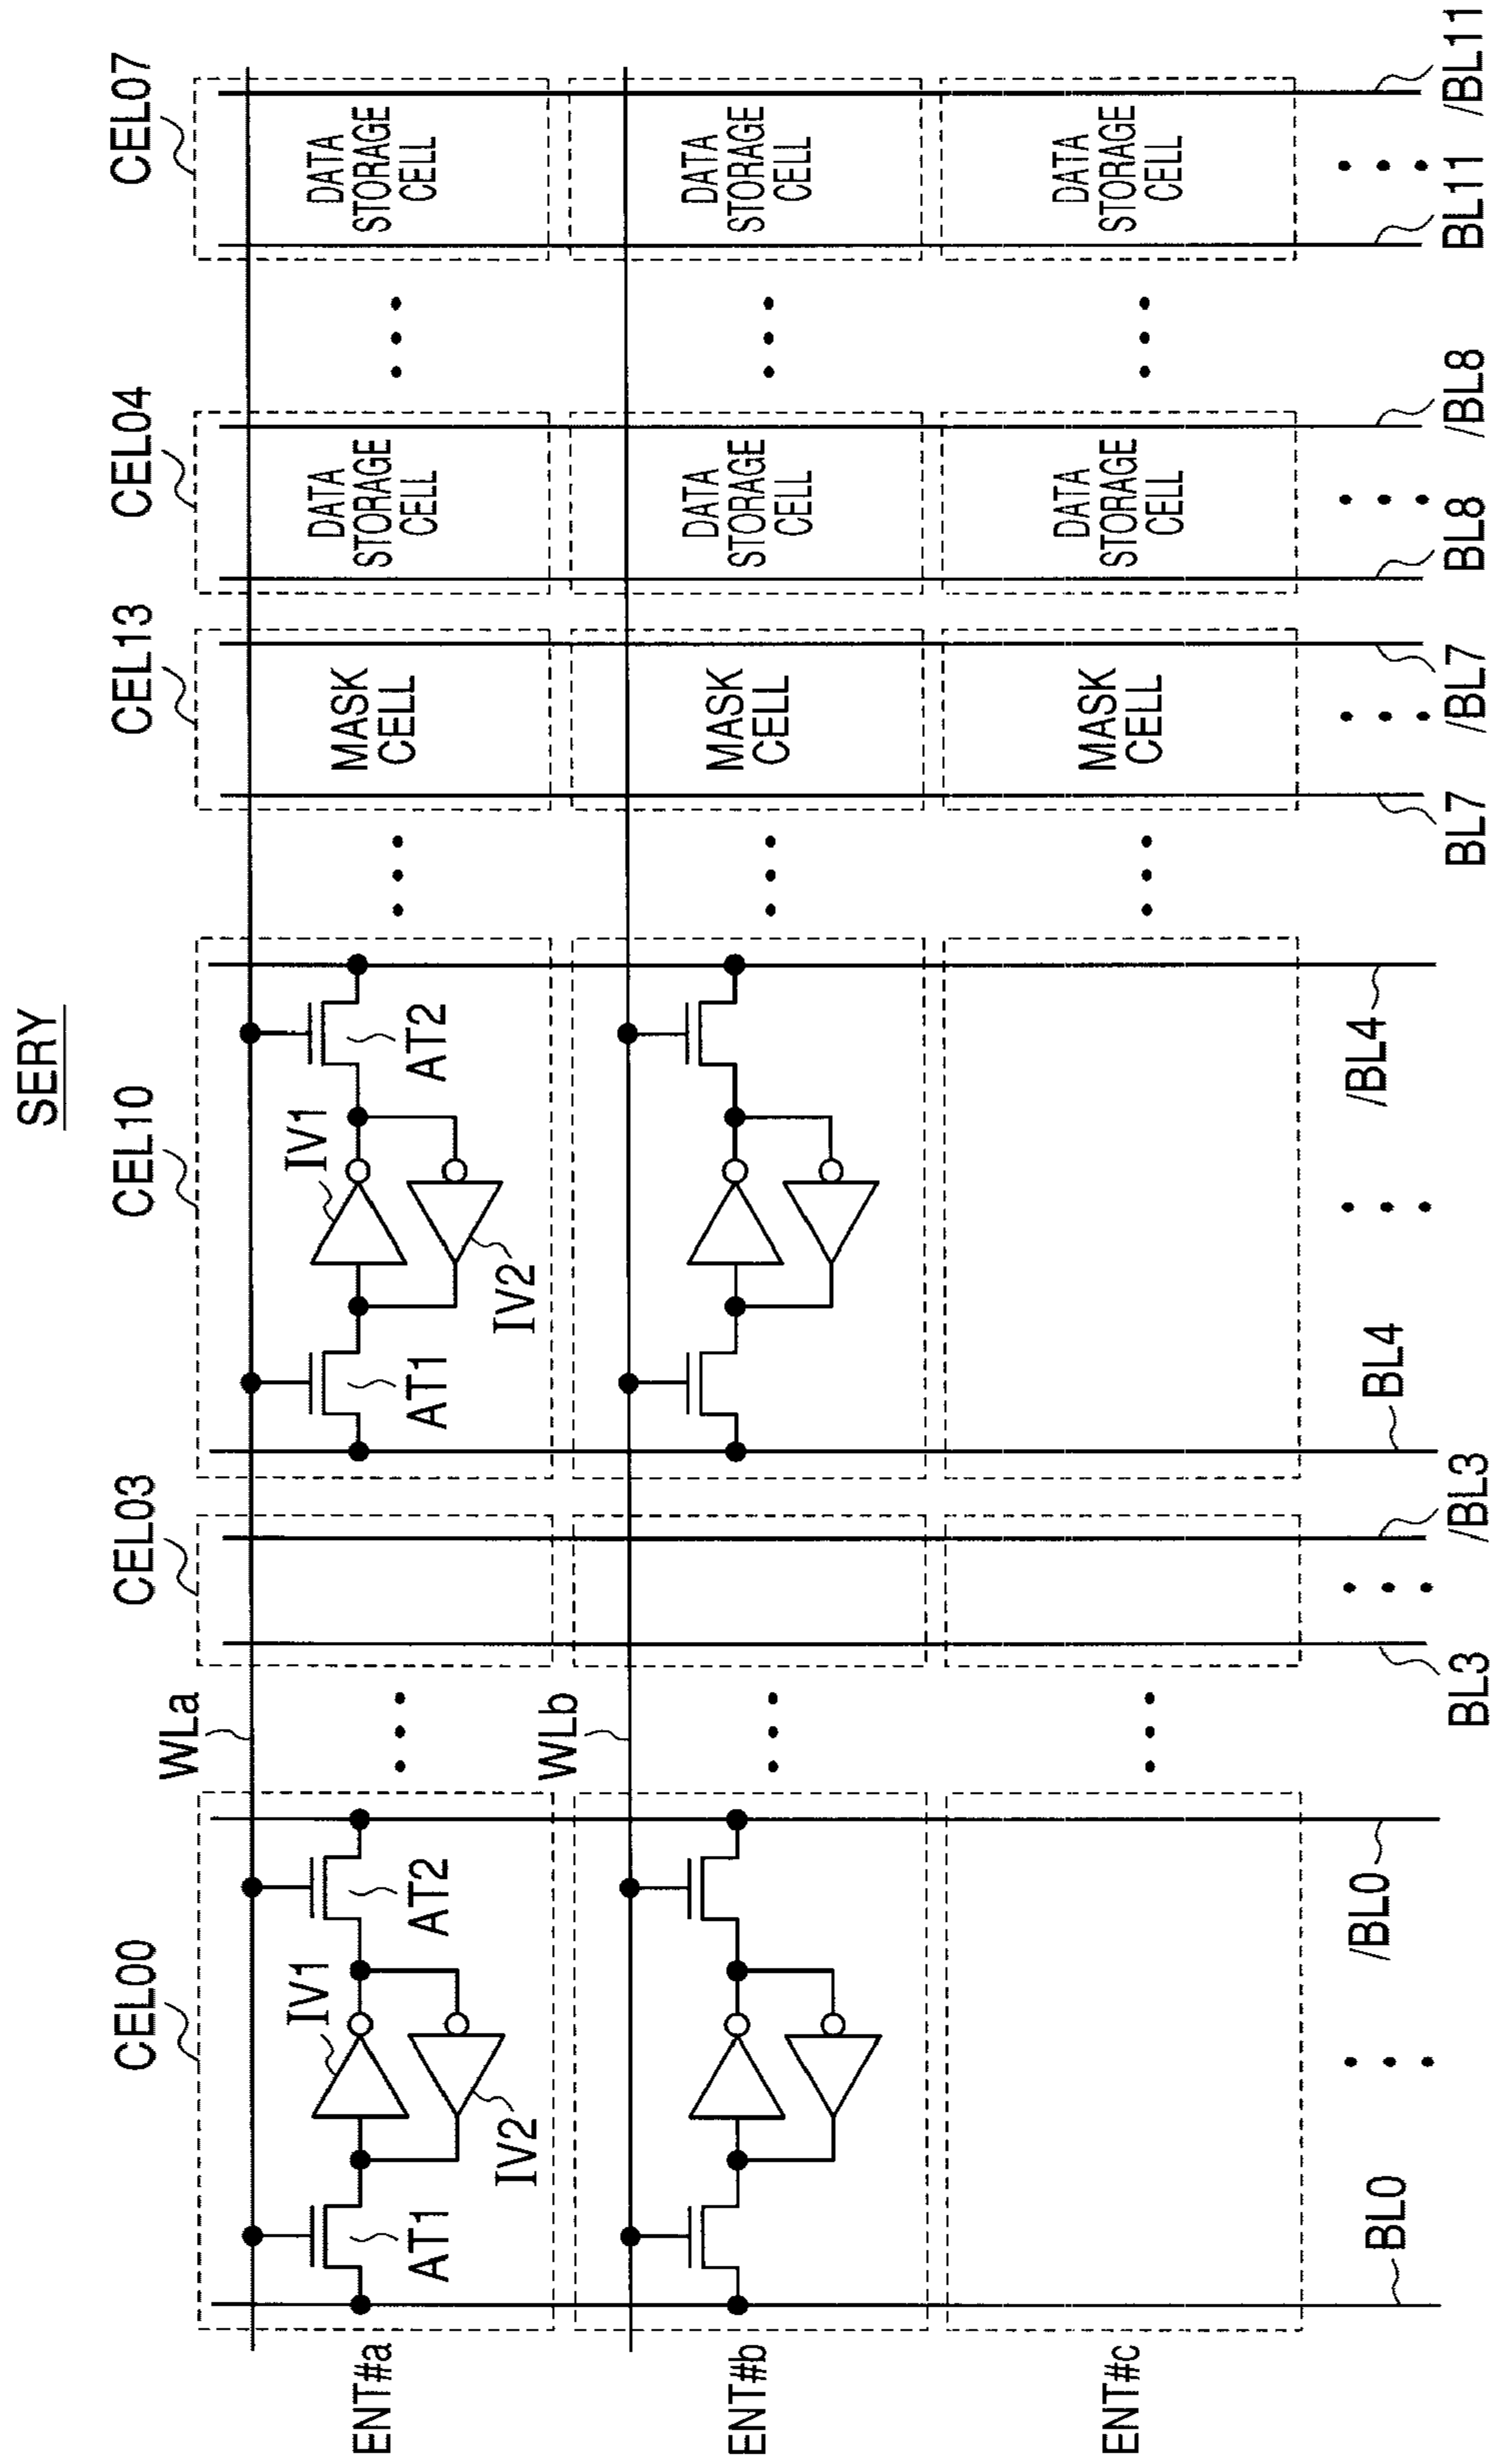 SERY
CEL00
CEL03
CEL10
CEL13
CEL04
CEL07
WLa
ENT#a
AT1
IV1
IV2
AT2
AT1
IV1
IV2
AT2
MASK
CELL
DATA
STORAGE
CELL
DATA
STORAGE
CELL
WLb
ENT#b
MASK
CELL
DATA
STORAGE
CELL
DATA
STORAGE
CELL
ENT#c
MASK
CELL
DATA
STORAGE
CELL
DATA
STORAGE
CELL
BL0
/BL0
BL3
/BL3
BL4
/BL4
BL7
/BL7
BL8
/BL8
BL11
/BL11